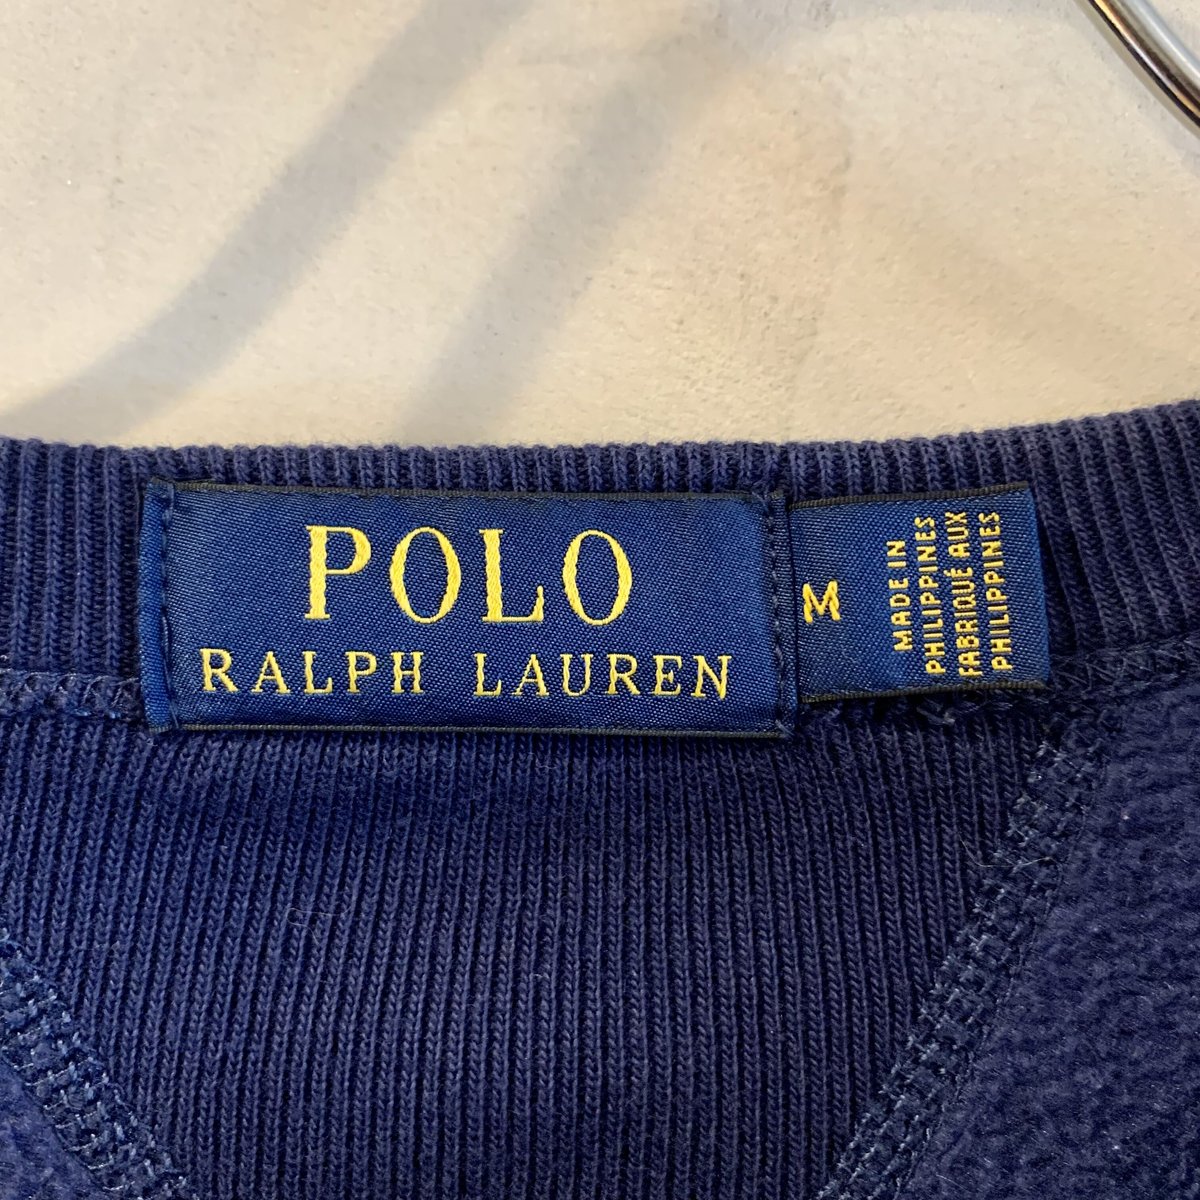 POLO
RALPH LAUREN
M
MADE IN
PHILIPPINES
FABRIQUÉ AUX
PHILIPPINES